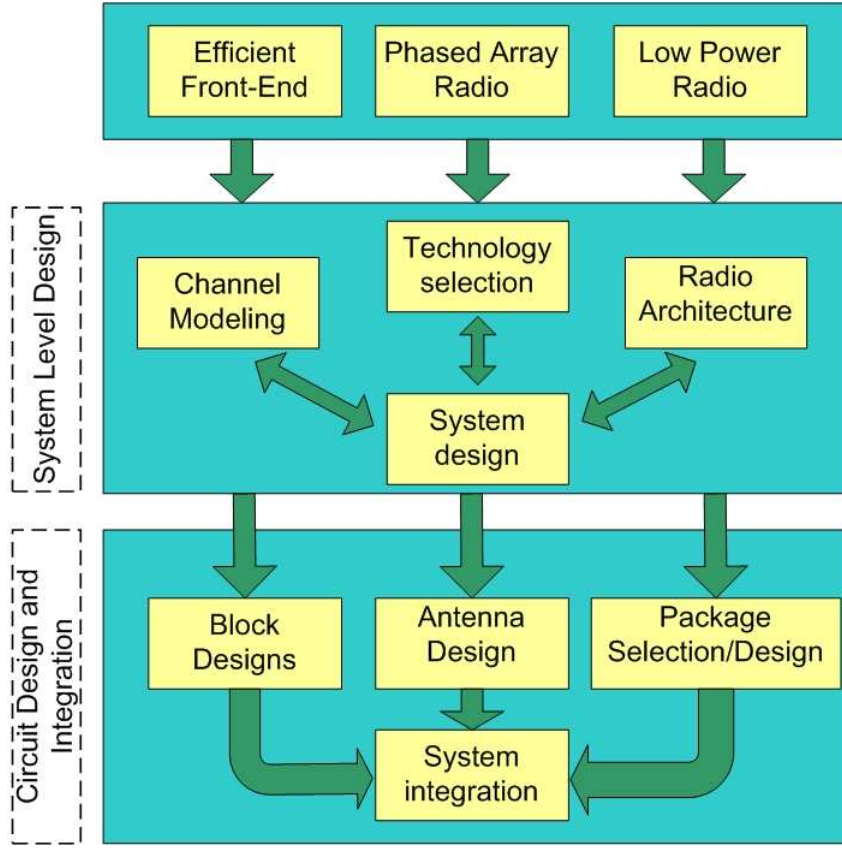 Efficient
Front-End
Phased Array
Radio
Low Power
Radio
System Level Design
Technology
selection
Channel
Modeling
Radio
Architecture
System
design
Circuit Design and
Integration
Block
Designs
Antenna
Design
Package
Selection/Design
System
integration